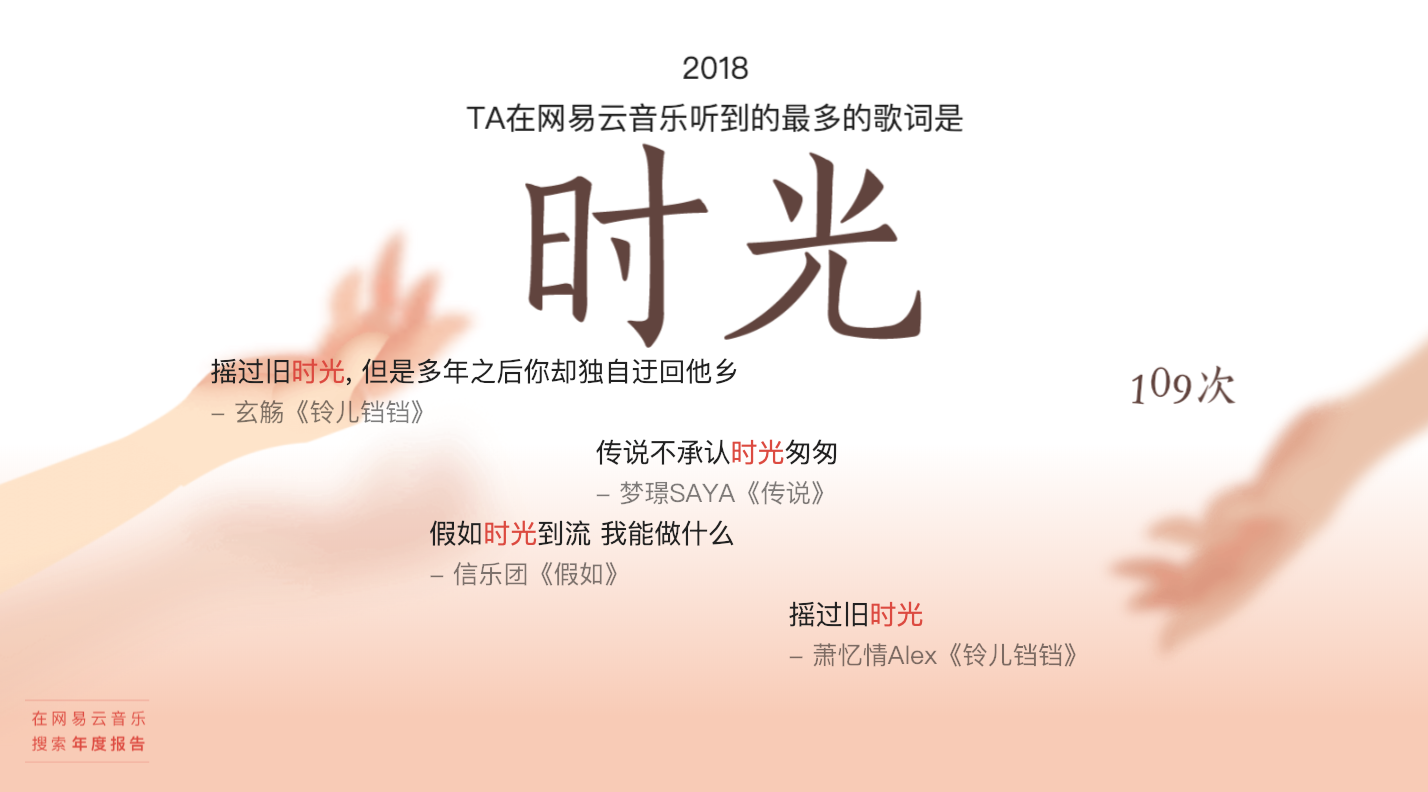 2018
TA在网易云音乐听到的最多的歌词是
时光
摇过旧时光, 但是多年之后你却独自迂回他乡
– 玄觞《铃儿铛铛》
109次
传说不承认时光匆匆
– 梦璟SAYA《传说》
假如时光到流 我能做什么
– 信乐团《假如》
摇过旧时光
– 萧忆情Alex《铃儿铛铛》
在网易云音乐
搜索年度报告